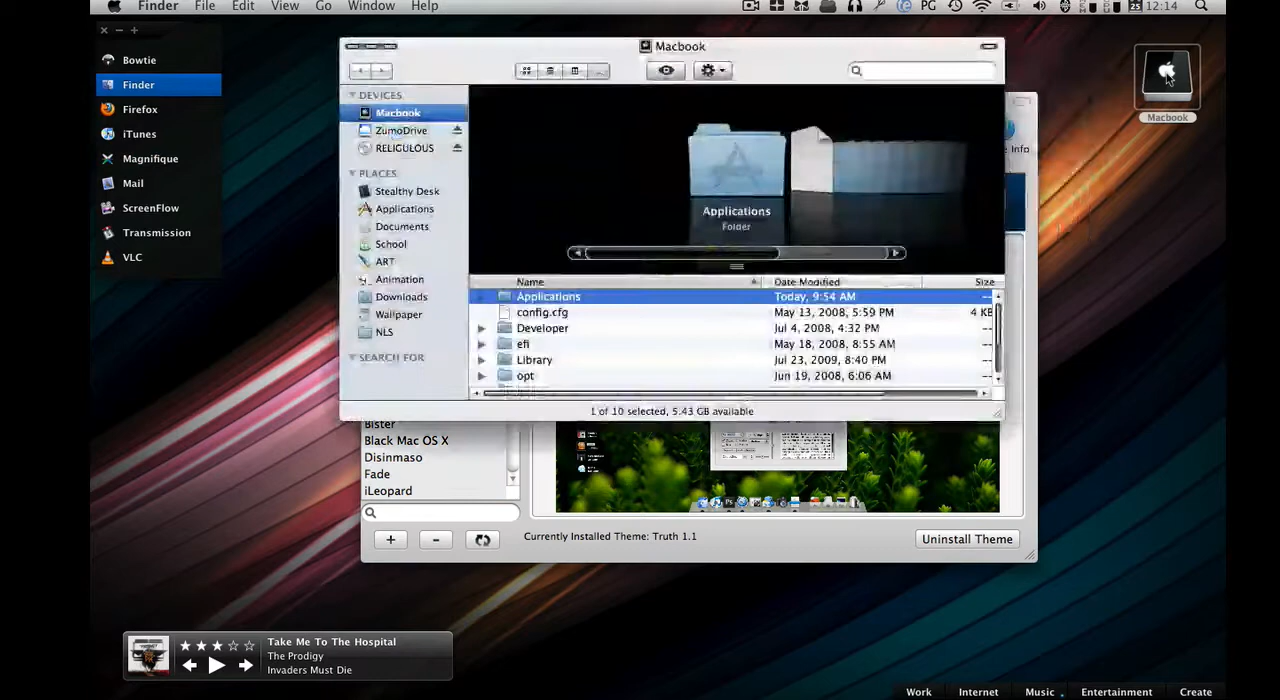 Finder File Edit View Go Window Help
PG 12:14
Bowtie
Finder
Firefox
iTunes
Magnifique
Mail
ScreenFlow
Transmission
VLC
Macbook
DEVICES
Macbook
ZumoDrive
RELIGULOUS
PLACES
Stealthy Desk
Applications
Documents
School
ART
Animation
Downloads
Wallpaper
NLS
SEARCH FOR
Applications
Folder
Name Date Modified Size
Applications Today, 9:54 AM --
config.cfg May 13, 2008, 5:59 PM 4 KB
Developer Jul 4, 2008, 4:32 PM --
efi May 18, 2008, 8:55 AM --
Library Jul 23, 2009, 8:40 PM --
opt Jun 19, 2008, 6:06 AM --
1 of 10 selected, 5.43 GB available
Macbook
Info
Bister
Black Mac OS X
Disinmaso
Fade
iLeopard
Currently Installed Theme: Truth 1.1
Uninstall Theme
Take Me To The Hospital
The Prodigy
Invaders Must Die
Work Internet Music Entertainment Create